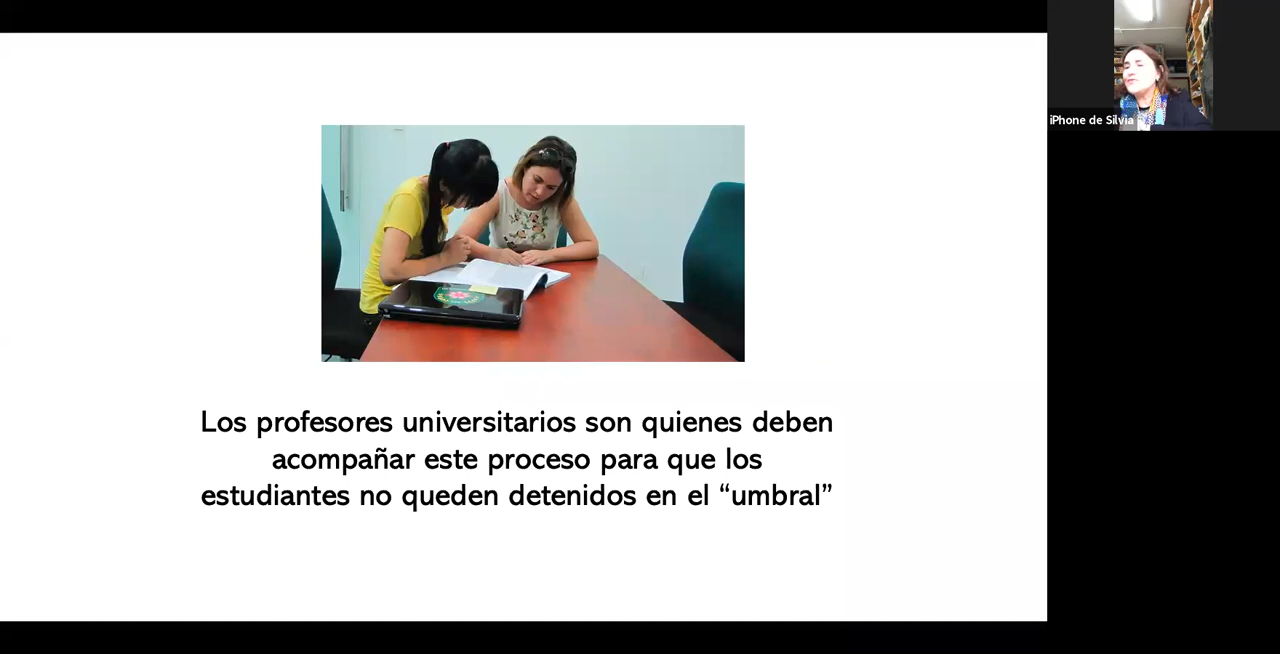 iPhone de Silvia
Los profesores universitarios son quienes deben
acompañar este proceso para que los
estudiantes no queden detenidos en el “umbral”